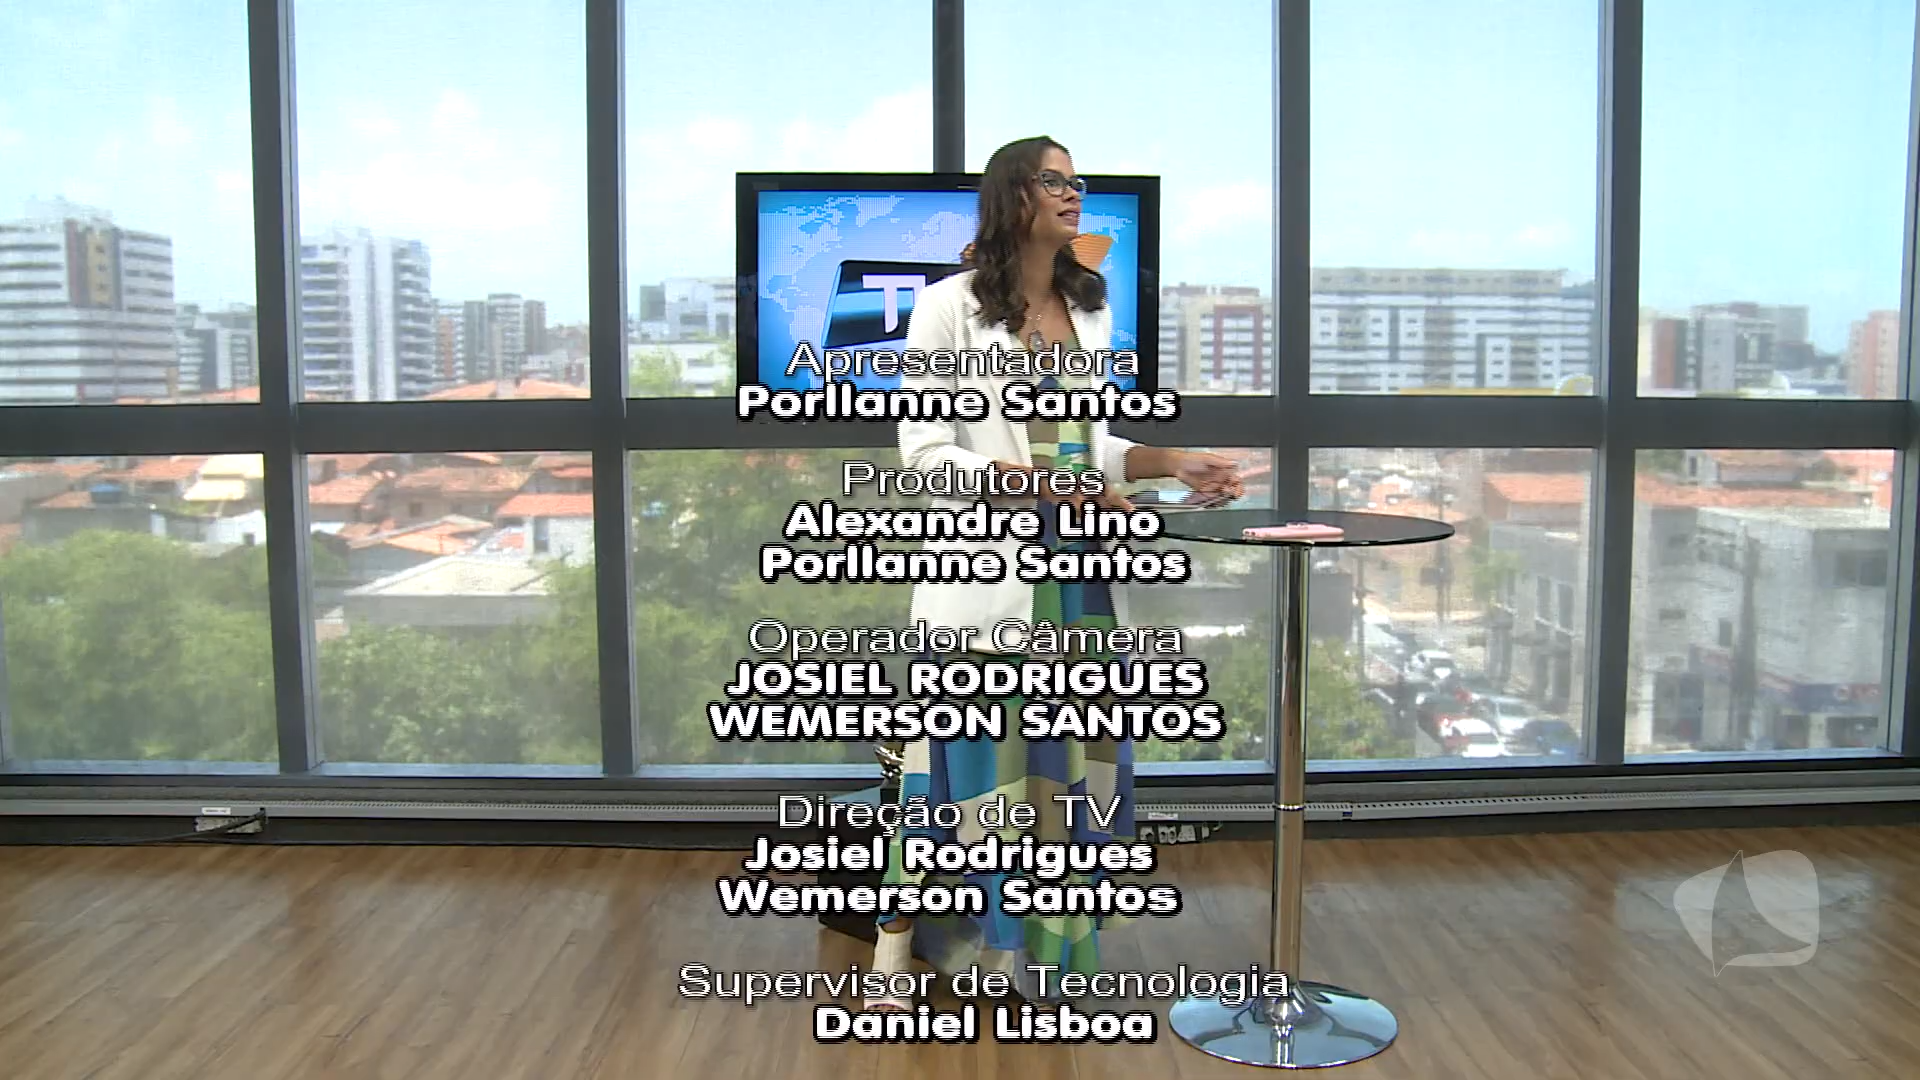 Apresentadora
Porllanne Santos
Produtores
Alexandre Lino
Porllanne Santos
Operador Câmera
JOSIEL RODRIGUES
WEMERSON SANTOS
Direção de TV
Josiel Rodrigues
Wemerson Santos
Supervisor de Tecnologia
Daniel Lisboa